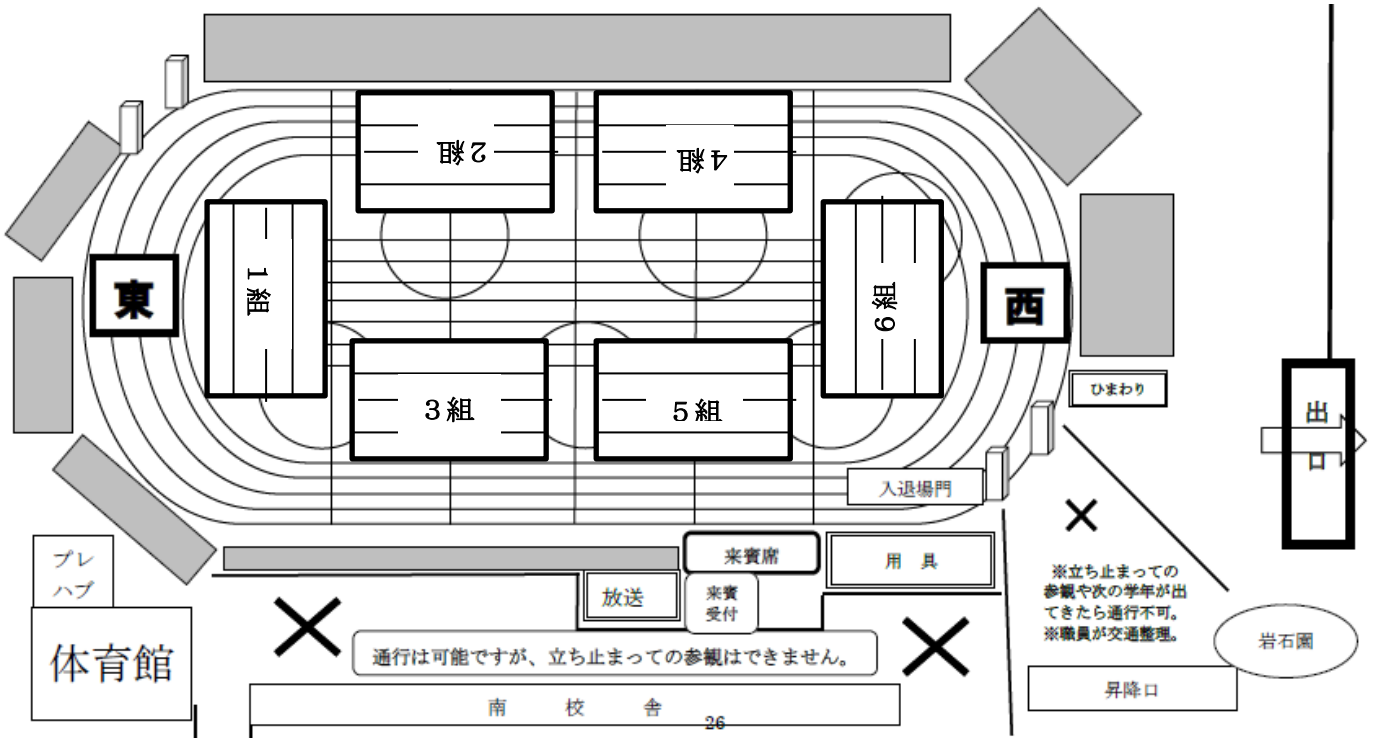 2組
4組
1組
6組
東
西
3組
5組
ひまわり
出口
入退場門
来賓席
用 具
プレ
ハブ
放送
来賓
受付
※立ち止まっての
参観や次の学年が出
てきたら通行不可。
※職員が交通整理。
体育館
通行は可能ですが、立ち止まっての参観はできません。
岩石園
昇降口
南 校 舎
26